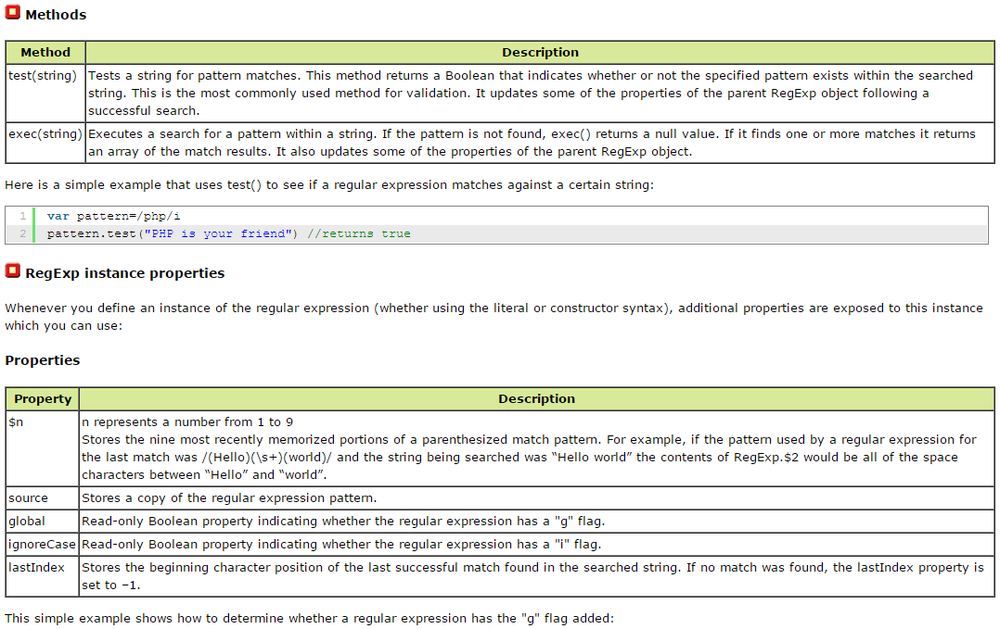 Methods
Method Description
test(string) Tests a string for pattern matches. This method returns a Boolean that indicates whether or not the specified pattern exists within the searched
string. This is the most commonly used method for validation. It updates some of the properties of the parent RegExp object following a
successful search.
exec(string) Executes a search for a pattern within a string. If the pattern is not found, exec() returns a null value. If it finds one or more matches it returns
an array of the match results. It also updates some of the properties of the parent RegExp object.
Here is a simple example that uses test() to see if a regular expression matches against a certain string:
1 var pattern=/php/i
2 pattern.test("PHP is your friend") //returns true
RegExp instance properties
Whenever you define an instance of the regular expression (whether using the literal or constructor syntax), additional properties are exposed to this instance
which you can use:
Properties
Property Description
$n n represents a number from 1 to 9
Stores the nine most recently memorized portions of a parenthesized match pattern. For example, if the pattern used by a regular expression for
the last match was /(Hello)(\s+)(world)/ and the string being searched was “Hello world” the contents of RegExp.$2 would be all of the space
characters between “Hello” and “world”.
source Stores a copy of the regular expression pattern.
global Read-only Boolean property indicating whether the regular expression has a "g" flag.
ignoreCase Read-only Boolean property indicating whether the regular expression has a "i" flag.
lastIndex Stores the beginning character position of the last successful match found in the searched string. If no match was found, the lastIndex property is
set to –1.
This simple example shows how to determine whether a regular expression has the "g" flag added: